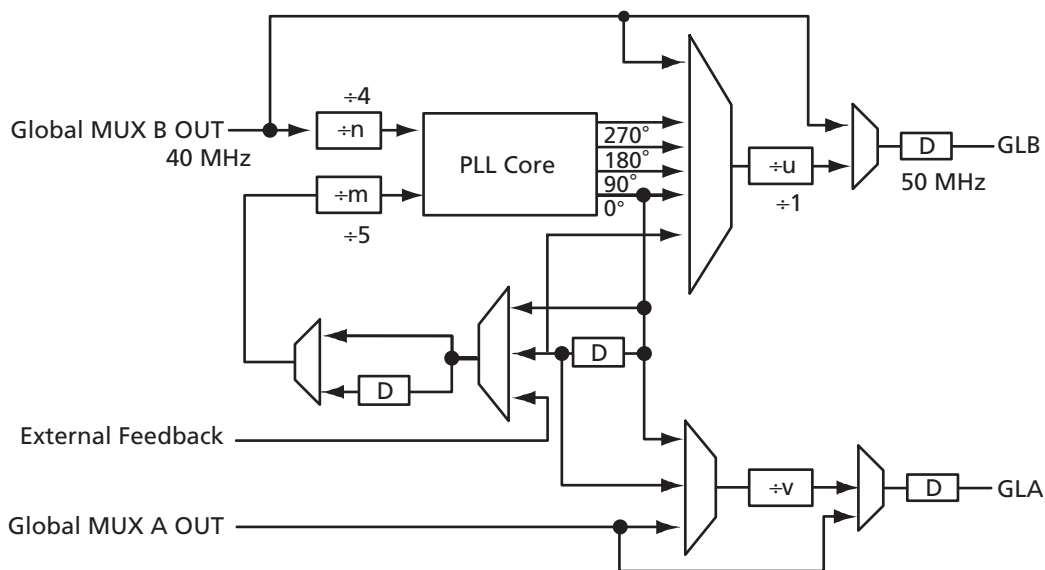 ÷4
Global MUX B OUT
÷n
40 MHz
PLL Core
270°
180°
90°
0°
÷m
÷5
÷u
÷1
D
GLB
50 MHz
D
D
External Feedback
÷v
D
GLA
Global MUX A OUT